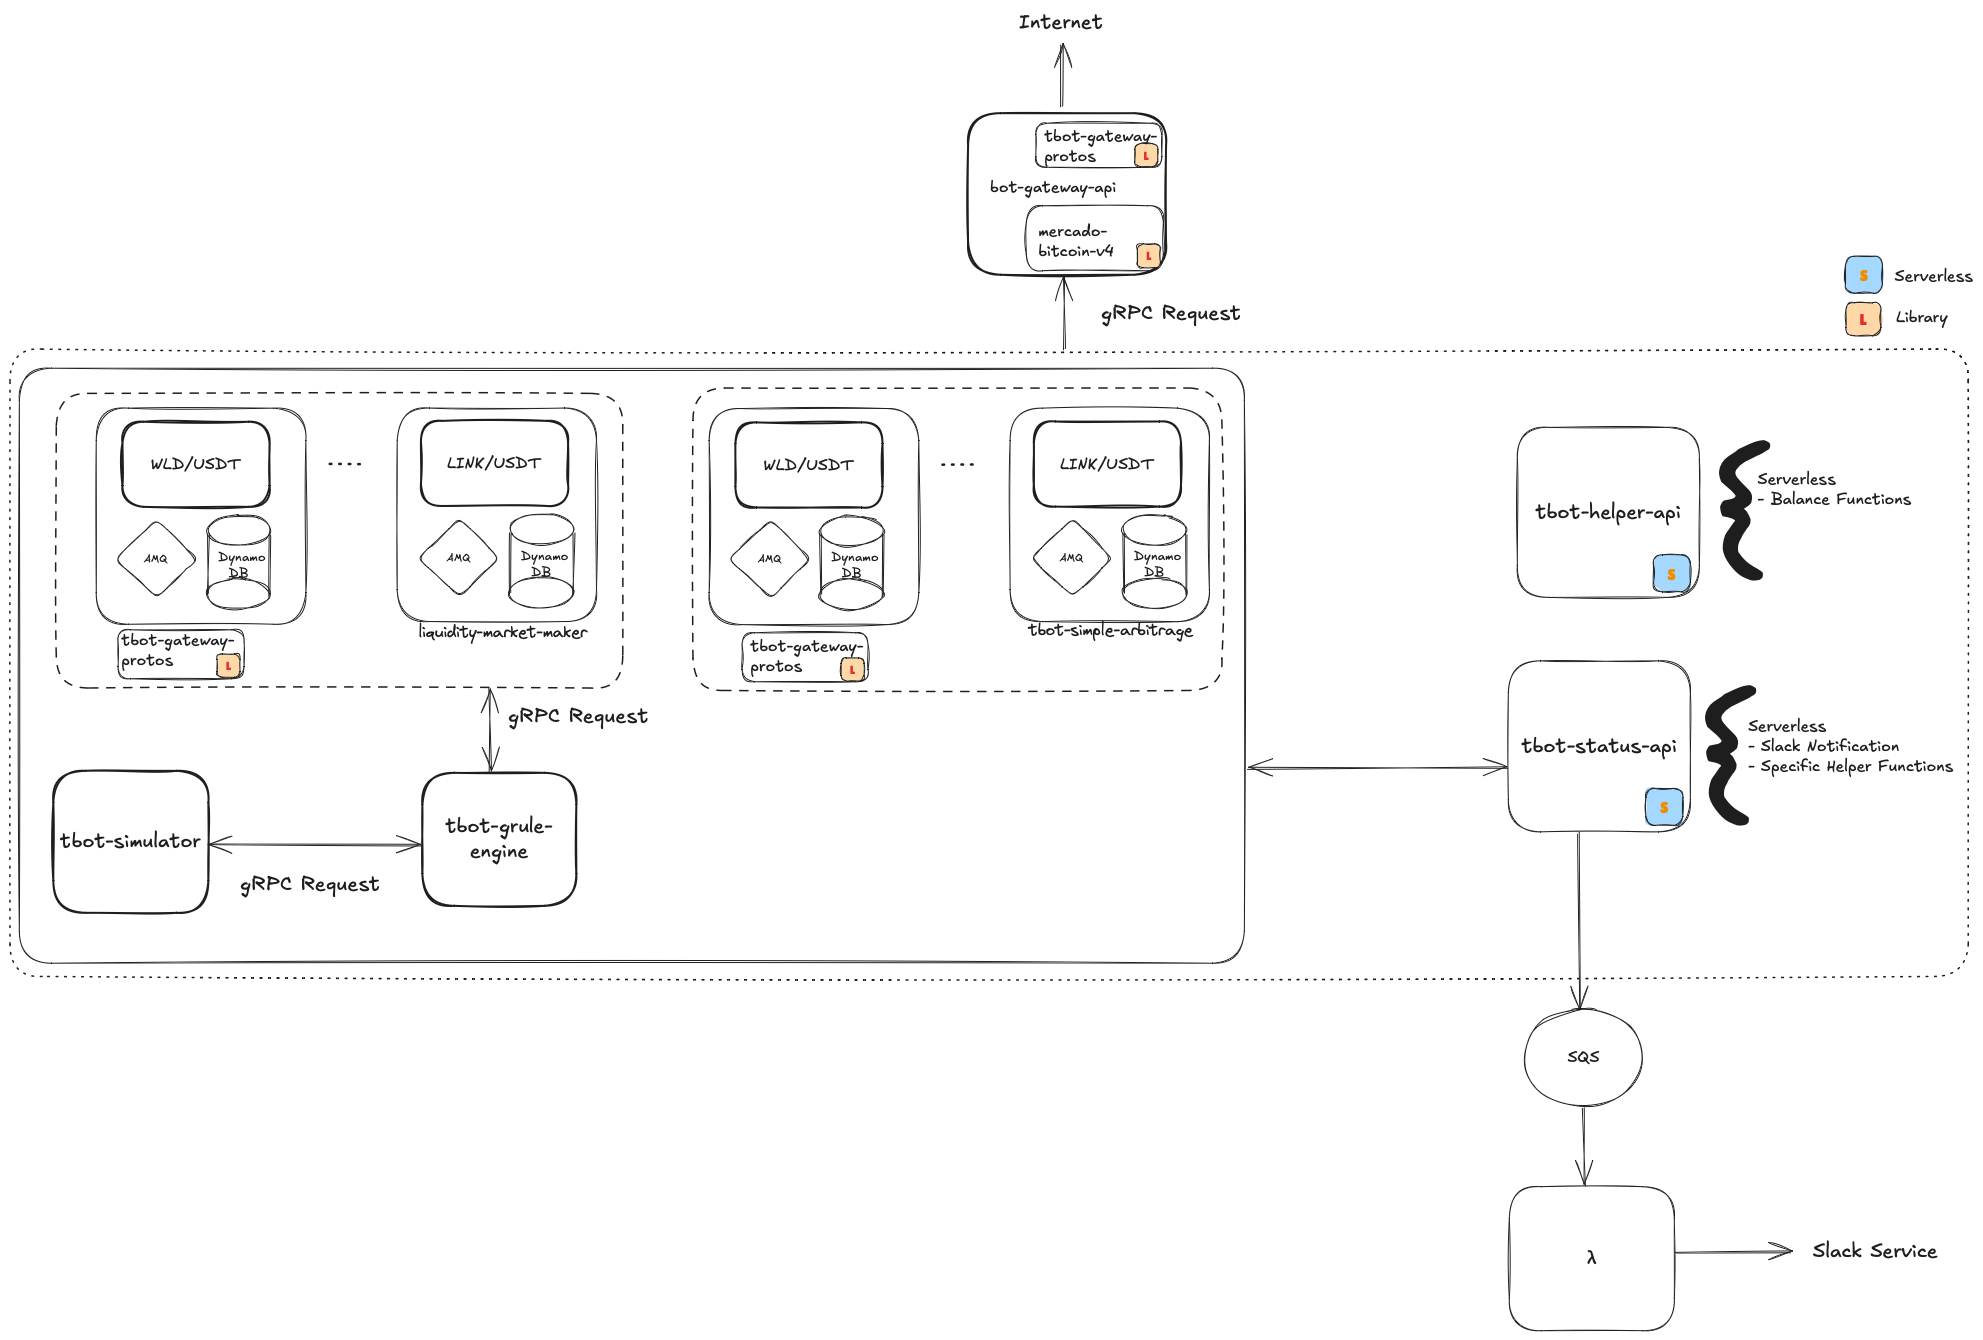 Internet
tbot-gateway-
protos
L
bot-gateway-api
mercado-
bitcoin-v4
L
gRPC Request
S
Serverless
L
Library
WLD/USDT
....
LINK/USDT
WLD/USDT
....
LINK/USDT
AMQ
Dynamo
DB
AMQ
Dynamo
DB
AMQ
Dynamo
DB
AMQ
Dynamo
DB
tbot-gateway-
protos
L
liquidity-market-maker
tbot-gateway-
protos
L
tbot-simple-arbitrage
tbot-helper-api
S
Serverless
- Balance Functions
gRPC Request
tbot-simulator
gRPC Request
tbot-grule-
engine
tbot-status-api
S
Serverless
- Slack Notification
- Specific Helper Functions
SQS
λ
Slack Service